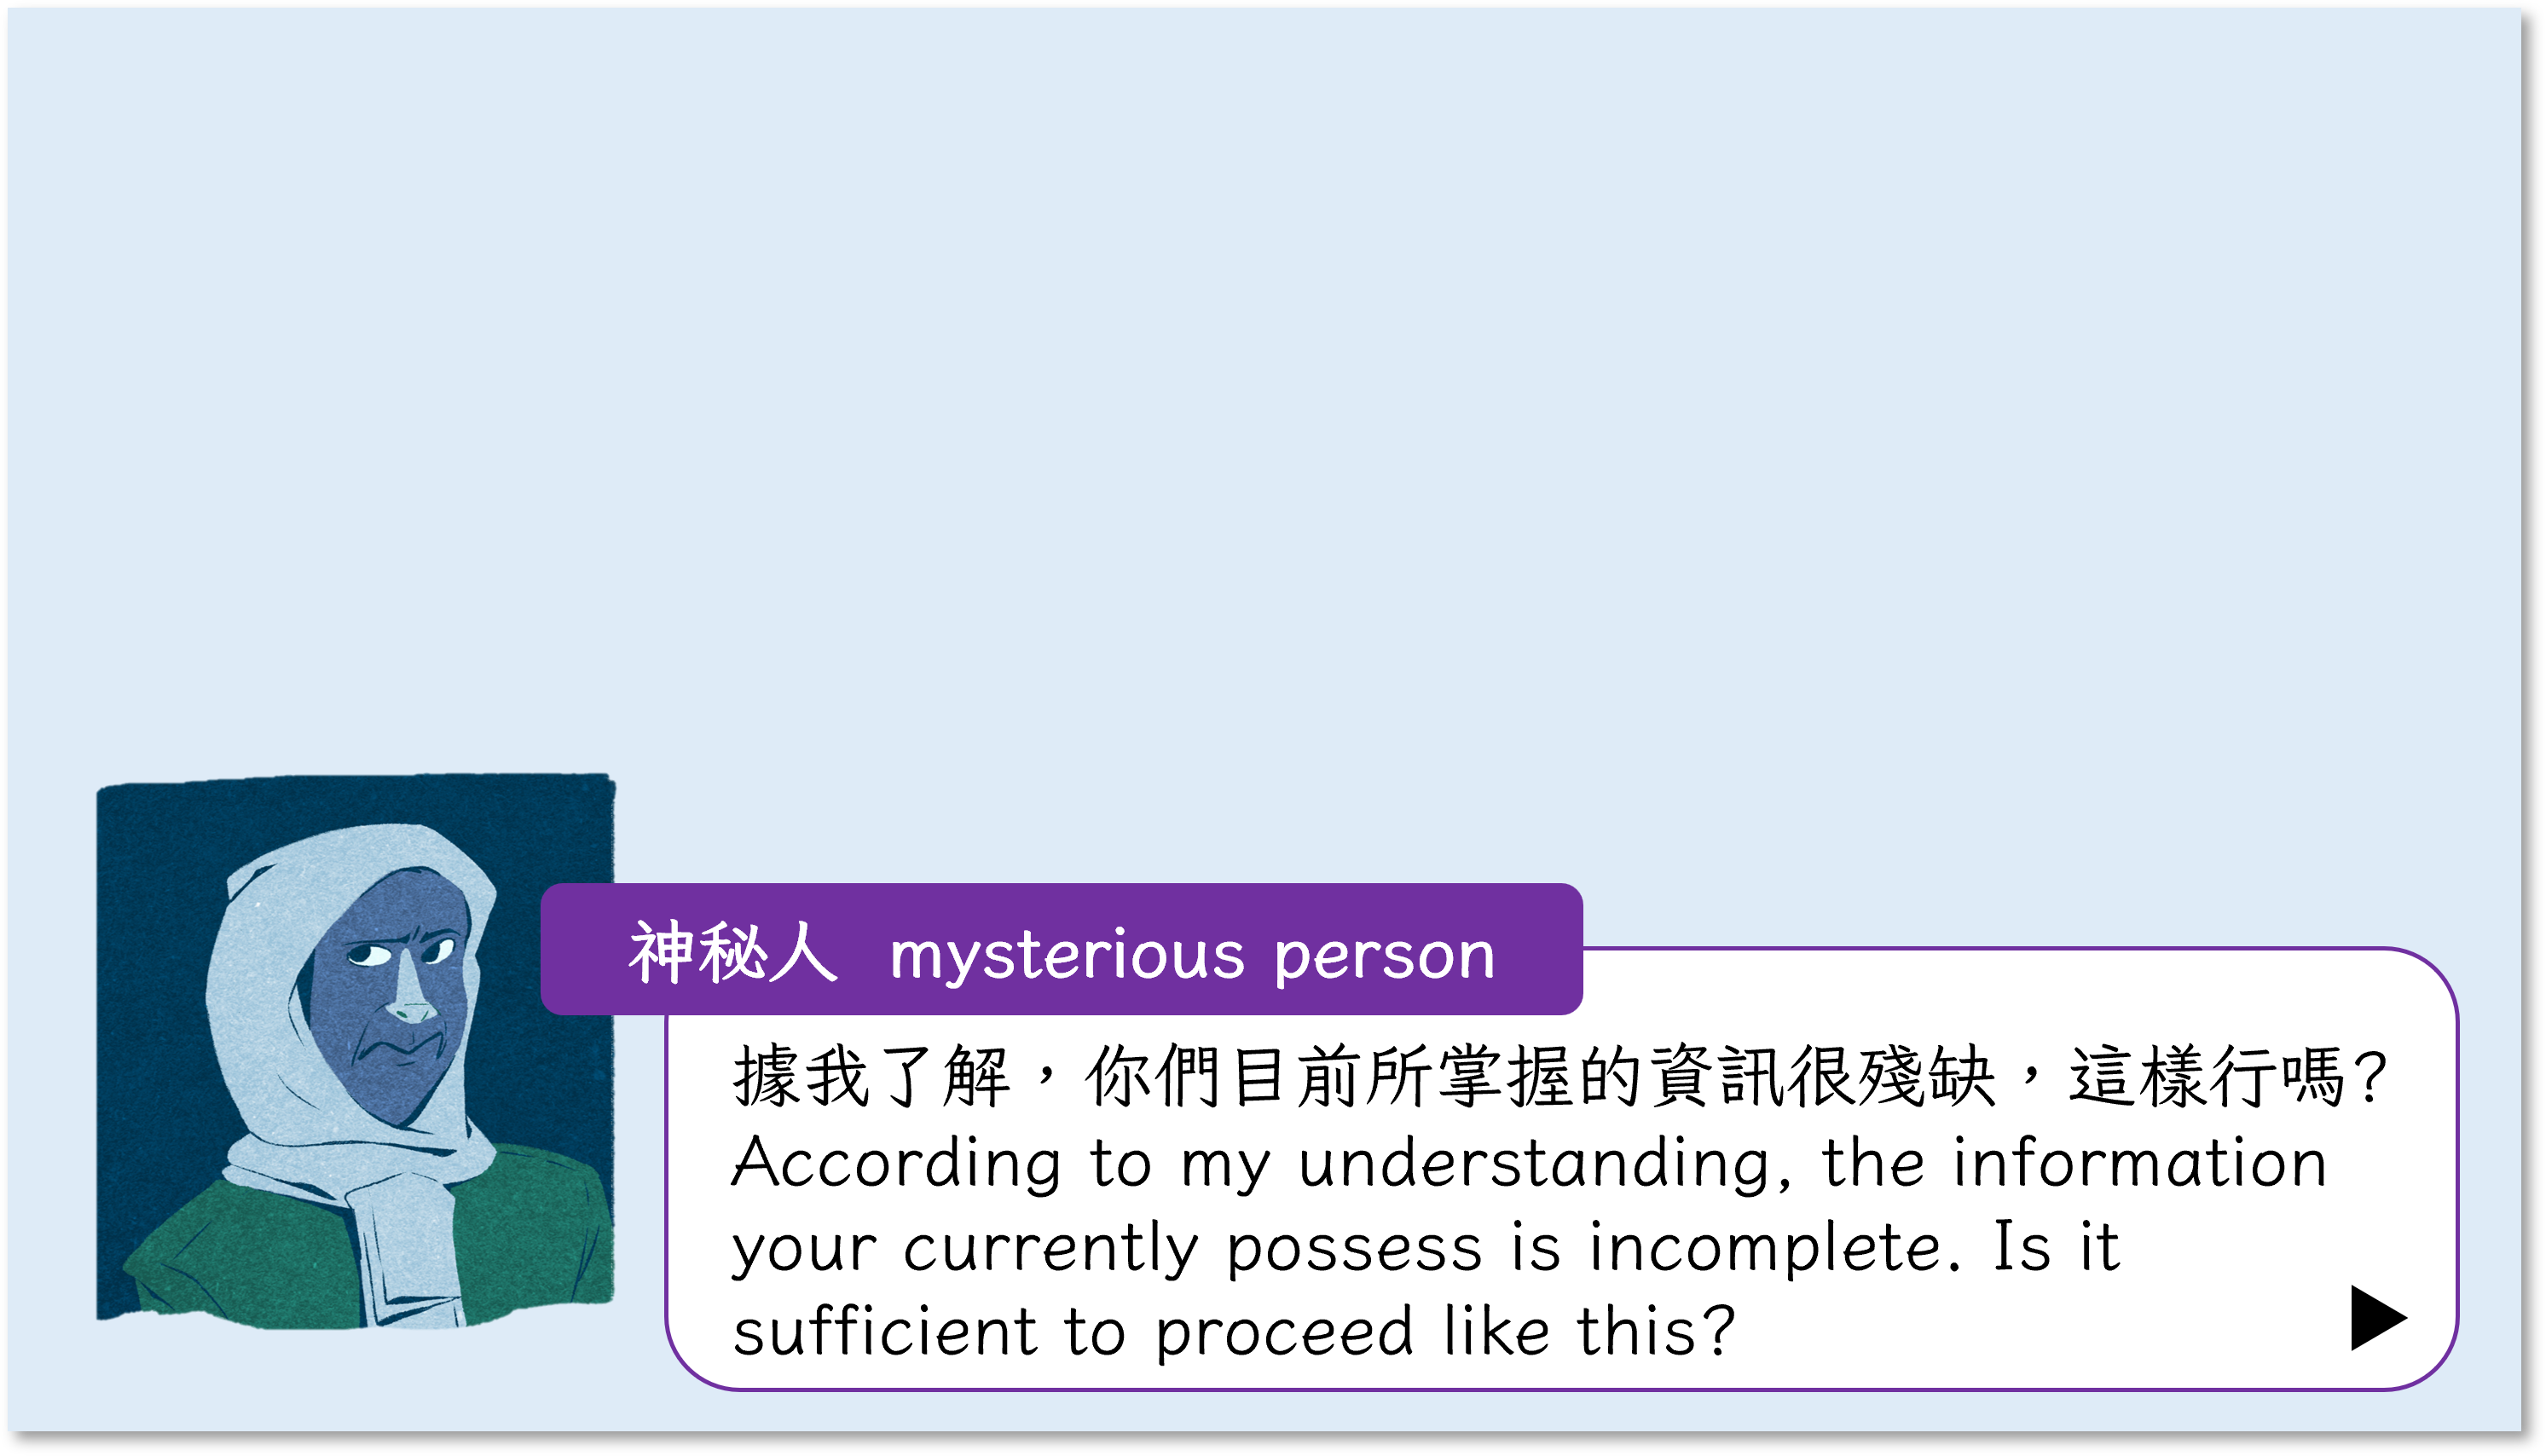 神秘人 mysterious person
據我了解，你們目前所掌握的資訊很殘缺，這樣行嗎？
According to my understanding, the information
your currently possess is incomplete. Is it
sufficient to proceed like this?